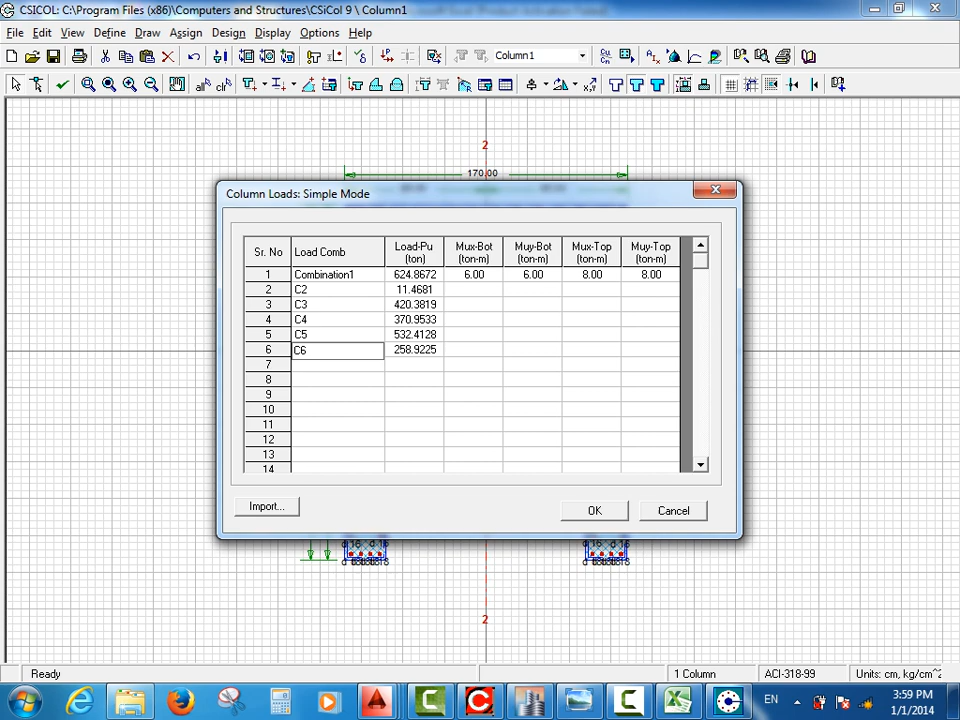 CSICOL: C:\Program Files (x86)\Computers and Structures\CSiCol 9 \ Column1
File Edit View Define Draw Assign Design Display Options Help
Column1
2
170.00
Column Loads: Simple Mode
Sr. No Load Comb Load-Pu (ton) Mux-Bot (ton-m) Muy-Bot (ton-m) Mux-Top (ton-m) Muy-Top (ton-m)
1 Combination1 624.8672 6.00 6.00 8.00 8.00
2 C2 11.4681
3 C3 420.3819
4 C4 370.9533
5 C5 532.4128
6 C6 258.9225
7
8
9
10
11
12
13
14
Import... OK Cancel
2
Ready 1 Column ACI-318-99 Units: cm, kg/cm^2
EN 3:59 PM
1/1/2014